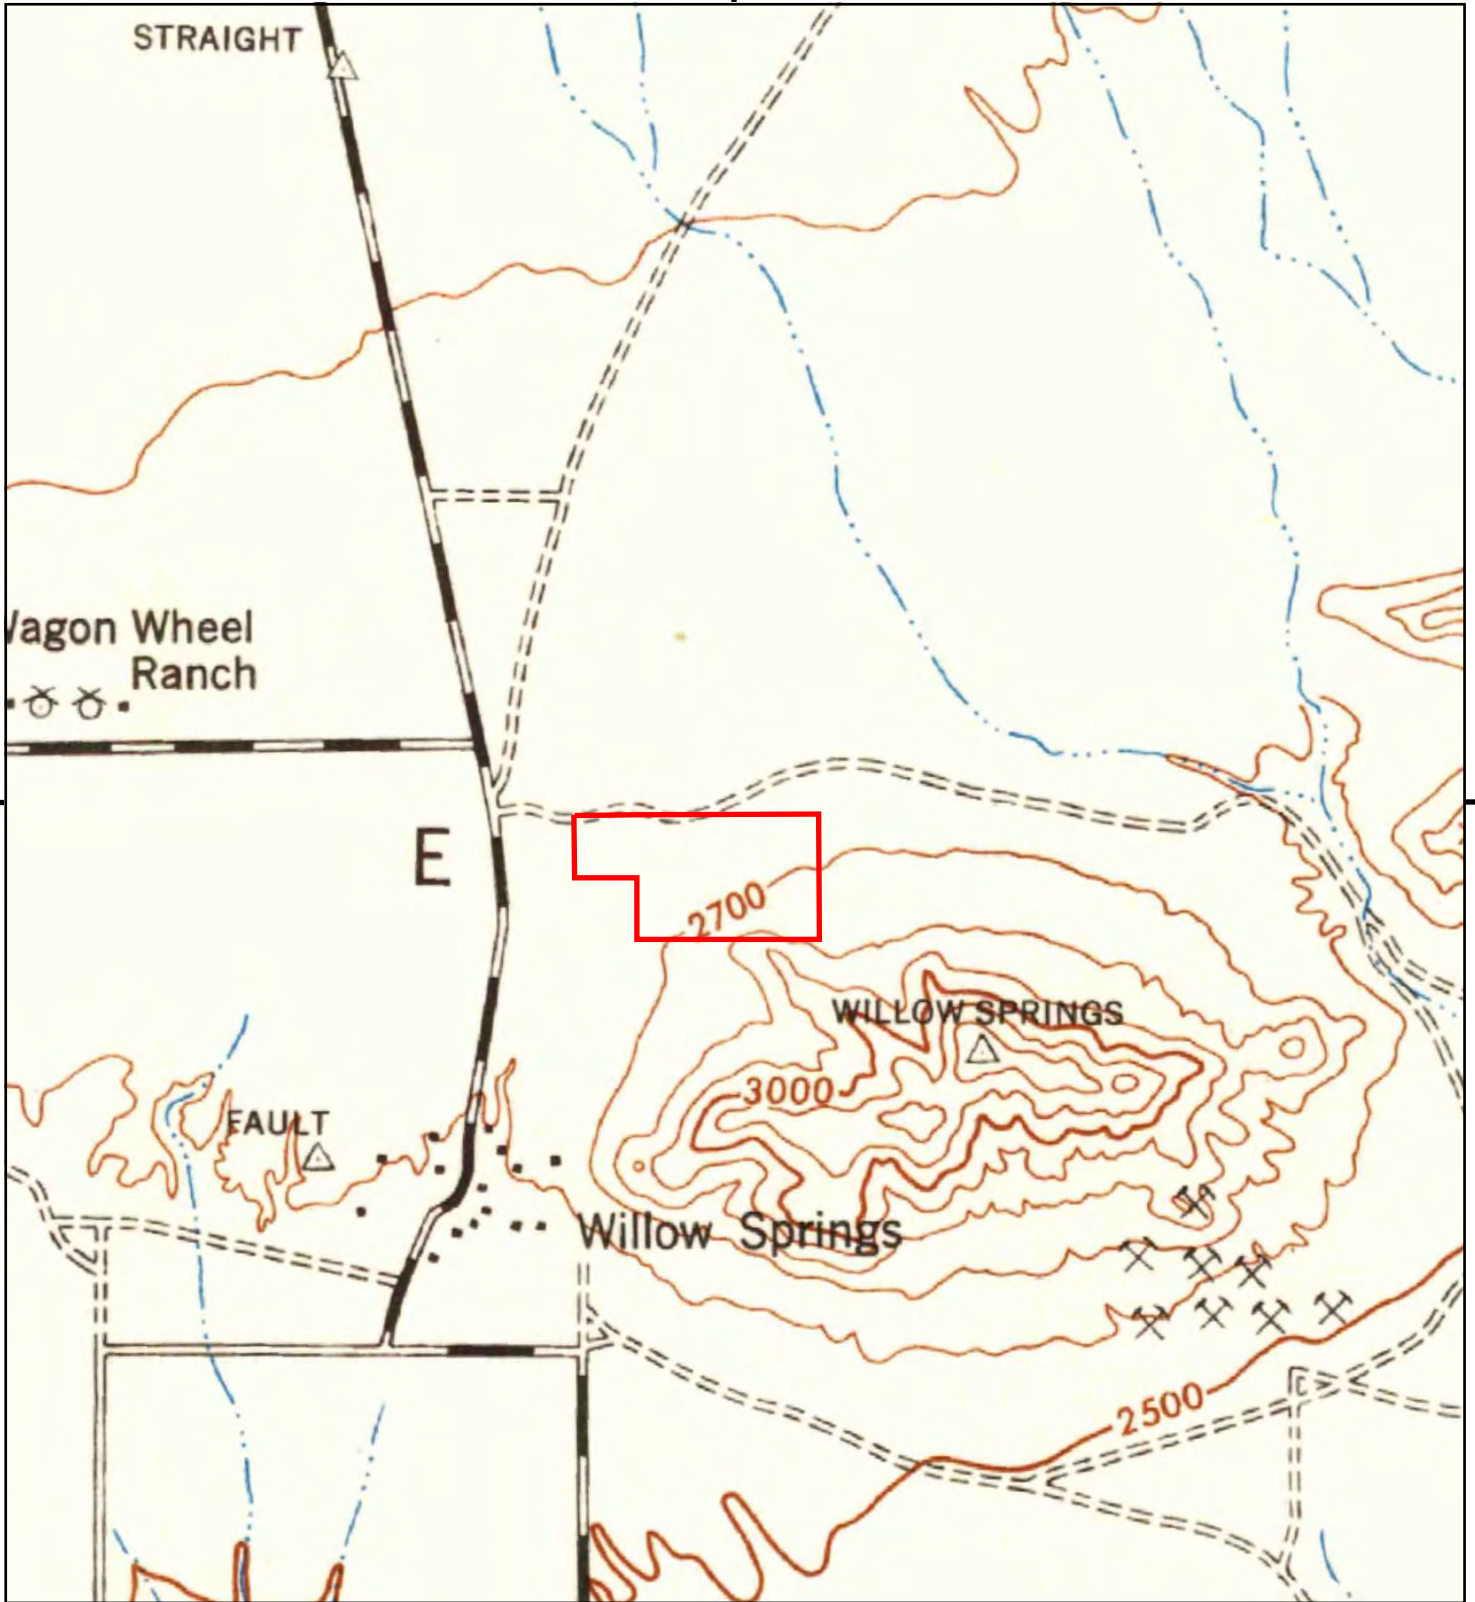 STRAIGHT
Wagon Wheel
Ranch
E
2700
WILLOW SPRINGS
3000
FAULT
Willow Springs
2500